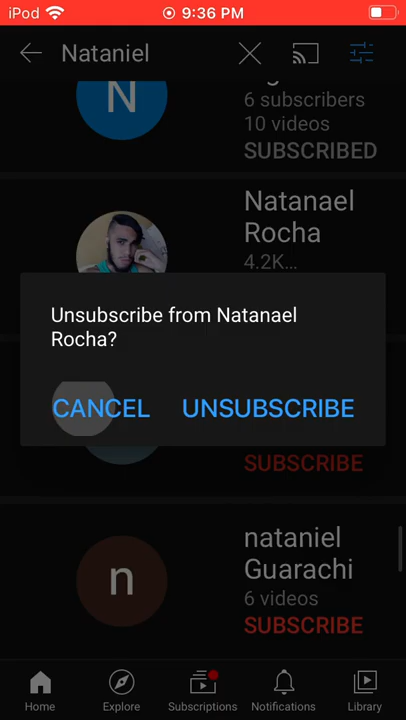 iPod 9:36 PM
Nataniel
N
6 subscribers
10 videos
SUBSCRIBED
Natanael
Rocha
4.2K…
Unsubscribe from Natanael
Rocha?
CANCEL UNSUBSCRIBE
SUBSCRIBE
n
nataniel
Guarachi
6 videos
SUBSCRIBE
Home Explore Subscriptions Notifications Library